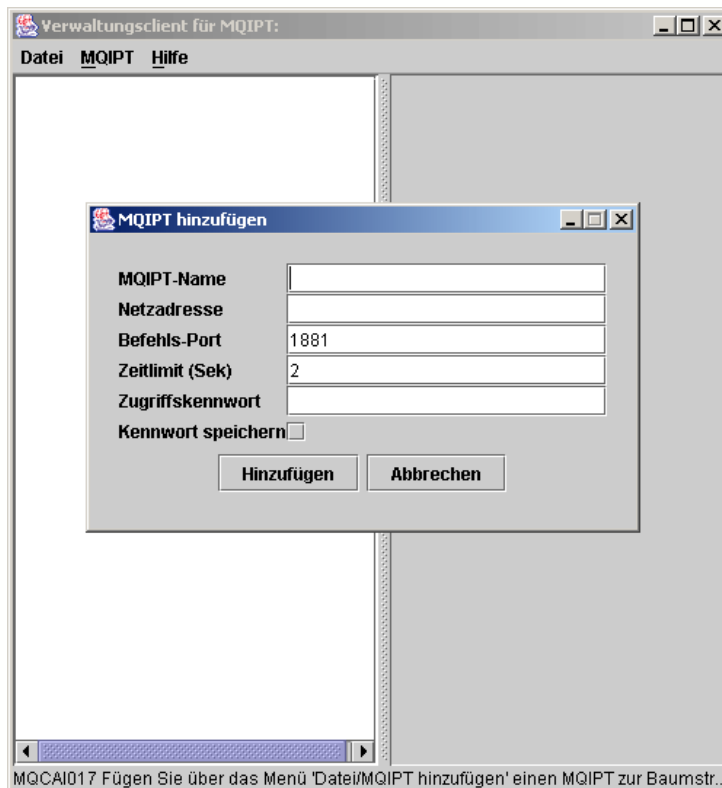 Verwaltungsclient für MQIPT:
Datei MQIPT Hilfe
MQIPT hinzufügen
MQIPT-Name
Netzadresse
Befehls-Port 1881
Zeitlimit (Sek) 2
Zugriffskennwort
Kennwort speichern
Hinzufügen Abbrechen
MQCAI017 Fügen Sie über das Menü 'Datei/MQIPT hinzufügen' einen MQIPT zur Baumstr...